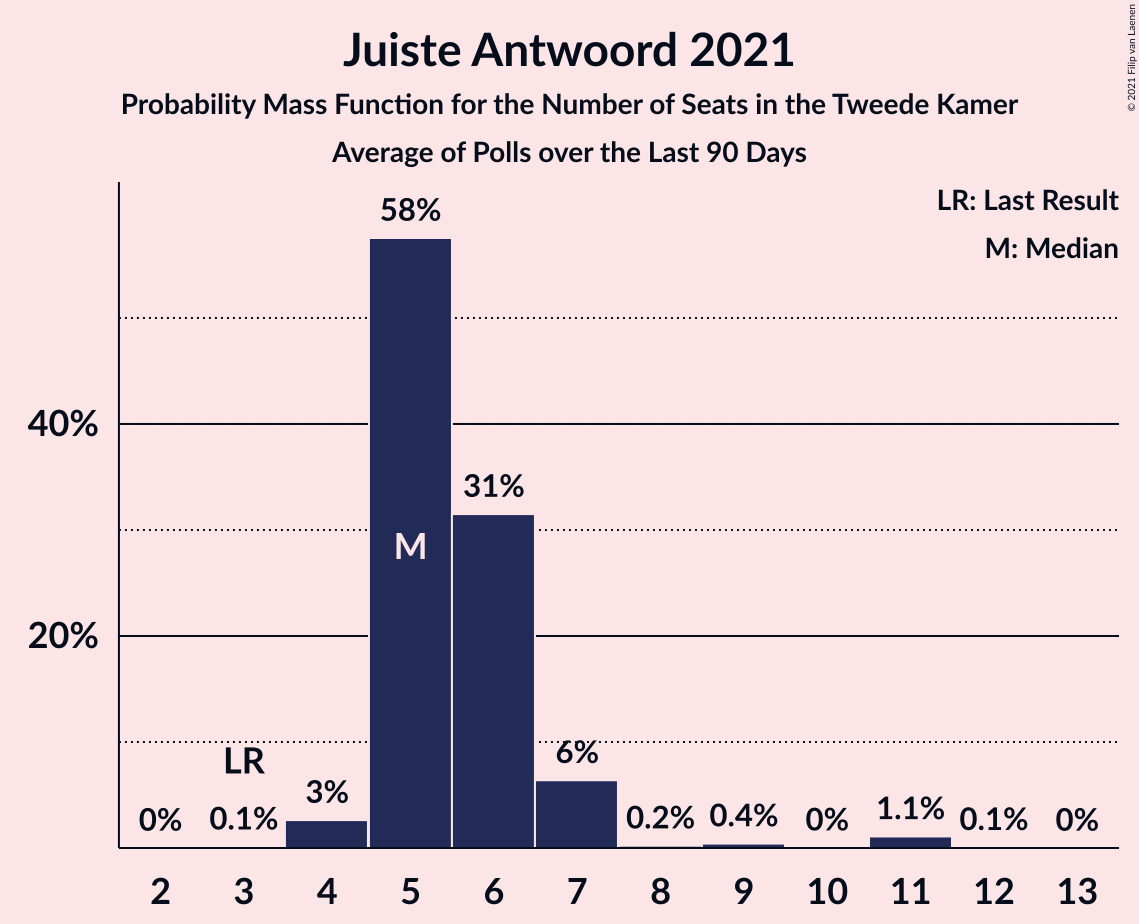 Juiste Antwoord 2021
Probability Mass Function for the Number of Seats in the Tweede Kamer
Average of Polls over the Last 90 Days
© 2021 Filip van Laenen
LR: Last Result
M: Median
58%
40%
31%
M
20%
LR
6%
3%
0% 0.1% 0.2% 0.4% 0% 1.1% 0.1% 0%
2 3 4 5 6 7 8 9 10 11 12 13